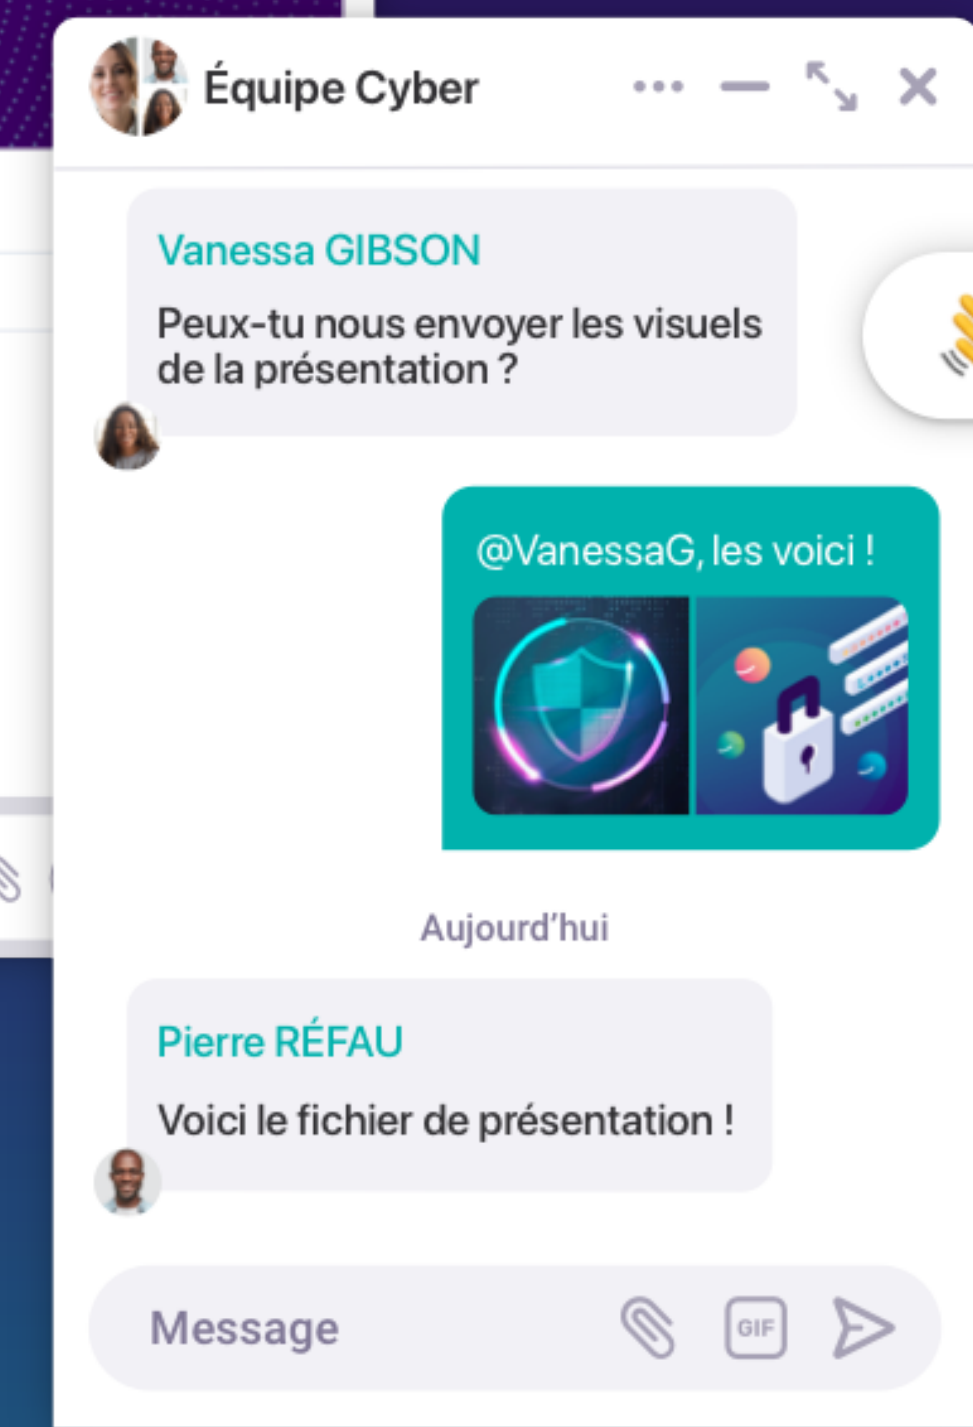 Équipe Cyber
Vanessa GIBSON
Peux-tu nous envoyer les visuels
de la présentation ?
@VanessaG, les voici !
Aujourd’hui
Pierre RÉFAU
Voici le fichier de présentation !
Message
GIF